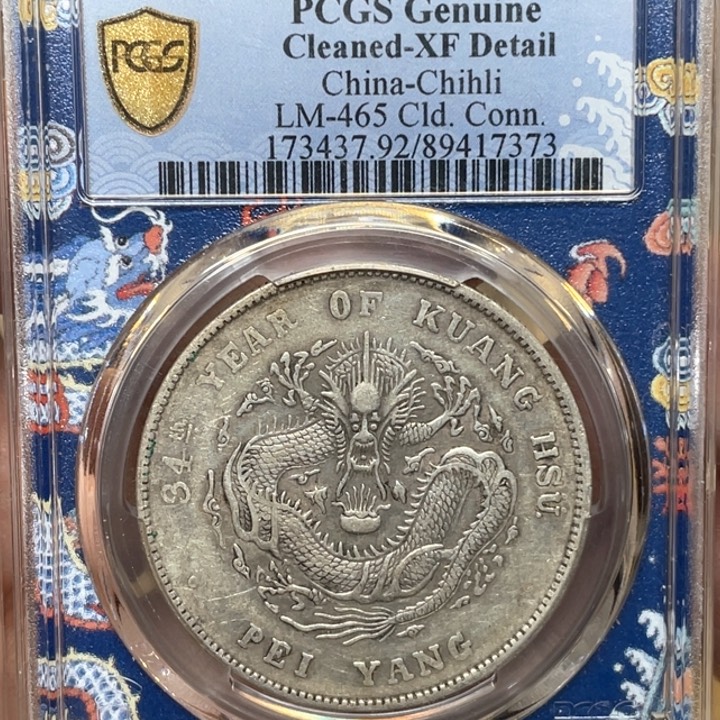 PCGS Genuine
PCGS
Cleaned-XF Detail
China-Chihli
LM-465 Cld. Conn.
173437.92/89417373
34TH YEAR OF KUANG HSU
PEI YANG
PCGS